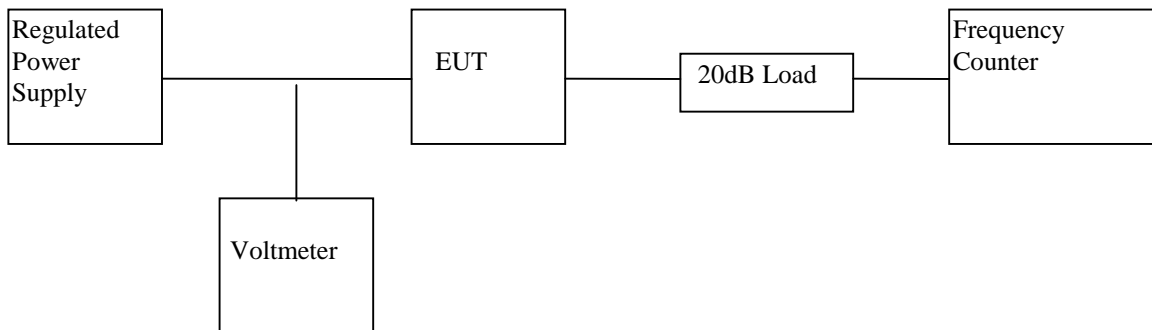 Regulated
Power
Supply
EUT
20dB Load
Frequency
Counter
Voltmeter